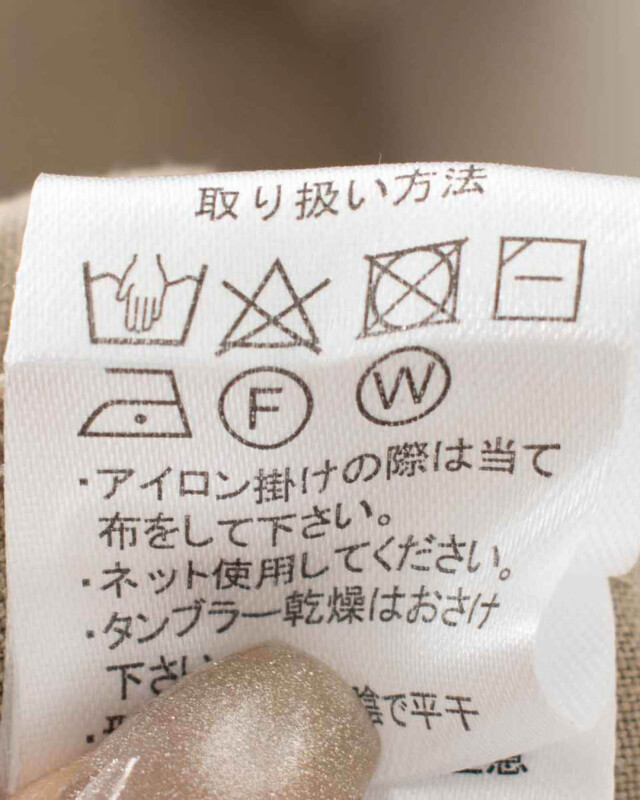 取り扱い方法
F W
・アイロン掛けの際は当て
布をして下さい。
・ネット使用してください。
・タンブラー乾燥はおさけ
下さい
陰で平干